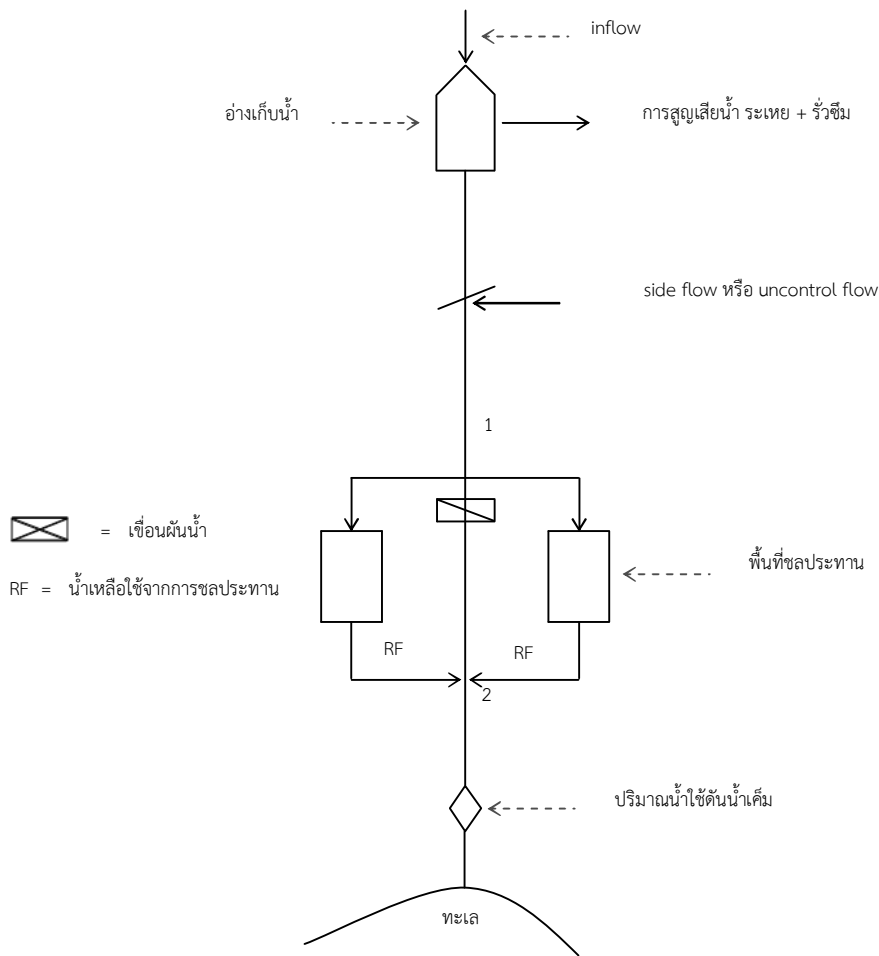 inflow
อ่างเก็บน้ำ
การสูญเสียน้ำ ระเหย + รั่วซึม
side flow หรือ uncontrol flow
1
= เขื่อนผันน้ำ
พื้นที่ชลประทาน
RF = น้ำเหลือใช้จากการชลประทาน
RF
RF
2
ปริมาณน้ำใช้ดันน้ำเค็ม
ทะเล